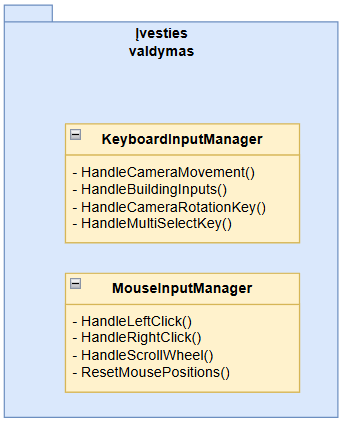 Įvesties
valdymas
KeyboardInputManager
- HandleCameraMovement()
- HandleBuildingInputs()
- HandleCameraRotationKey()
- HandleMultiSelectKey()
MouseInputManager
- HandleLeftClick()
- HandleRightClick()
- HandleScrollWheel()
- ResetMousePositions()